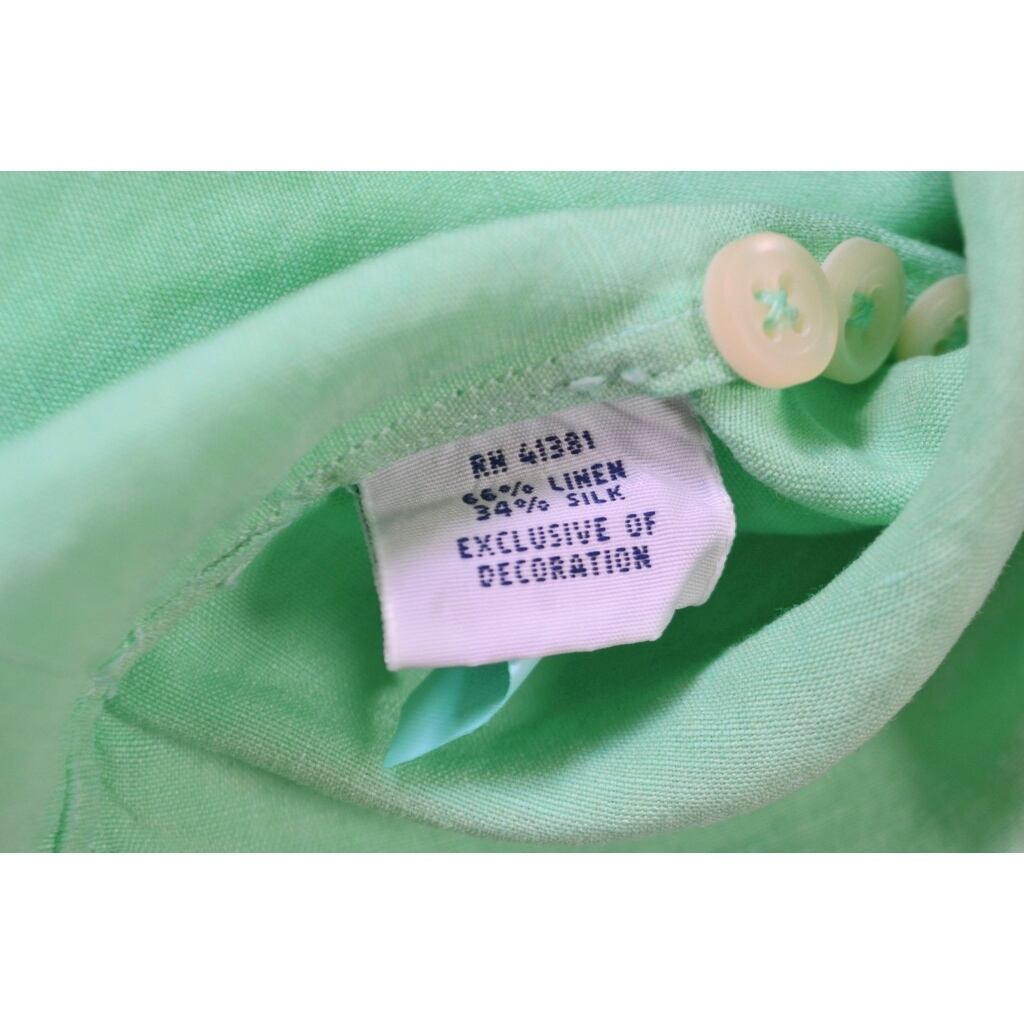 RN 41381
66% LINEN
34% SILK
EXCLUSIVE OF
DECORATION